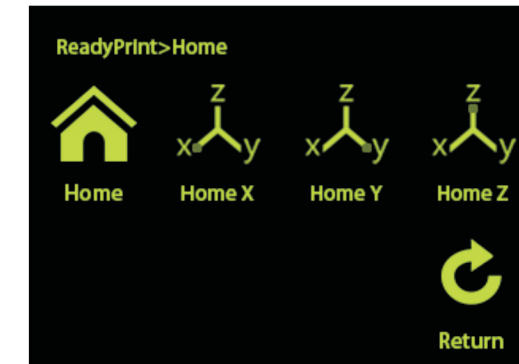 ReadyPrint>Home
z z z
x y x y x y
Home Home X Home Y Home Z
Return